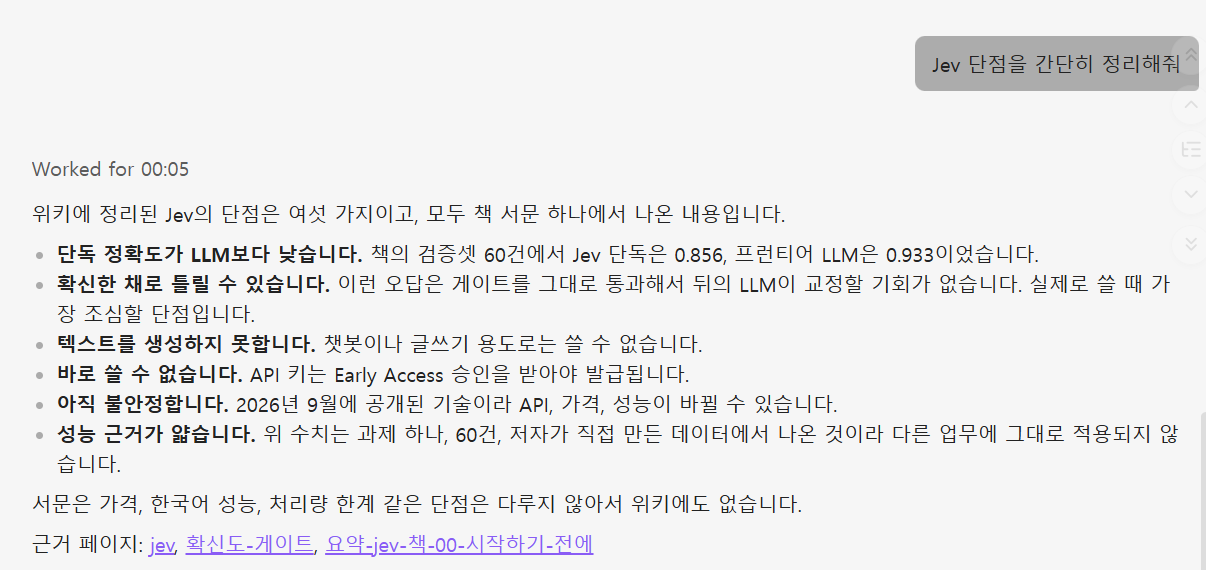 Jev 단점을 간단히 정리해줘
Worked for 00:05
위키에 정리된 Jev의 단점은 여섯 가지이고, 모두 책 서문 하나에서 나온 내용입니다.
단독 정확도가 LLM보다 낮습니다. 책의 검증셋 60건에서 Jev 단독은 0.856, 프런티어 LLM은 0.933이었습니다.
확신한 채로 틀릴 수 있습니다. 이런 오답은 게이트를 그대로 통과해서 뒤의 LLM이 교정할 기회가 없습니다. 실제로 쓸 때 가
장 조심할 단점입니다.
텍스트를 생성하지 못합니다. 챗봇이나 글쓰기 용도로는 쓸 수 없습니다.
바로 쓸 수 없습니다. API 키는 Early Access 승인을 받아야 발급됩니다.
아직 불안정합니다. 2026년 9월에 공개된 기술이라 API, 가격, 성능이 바뀔 수 있습니다.
성능 근거가 얇습니다. 위 수치는 과제 하나, 60건, 저자가 직접 만든 데이터에서 나온 것이라 다른 업무에 그대로 적용되지 않
습니다.
서문은 가격, 한국어 성능, 처리량 한계 같은 단점은 다루지 않아서 위키에도 없습니다.
근거 페이지: jev, 확신도-게이트, 요약-jev-책-00-시작하기-전에